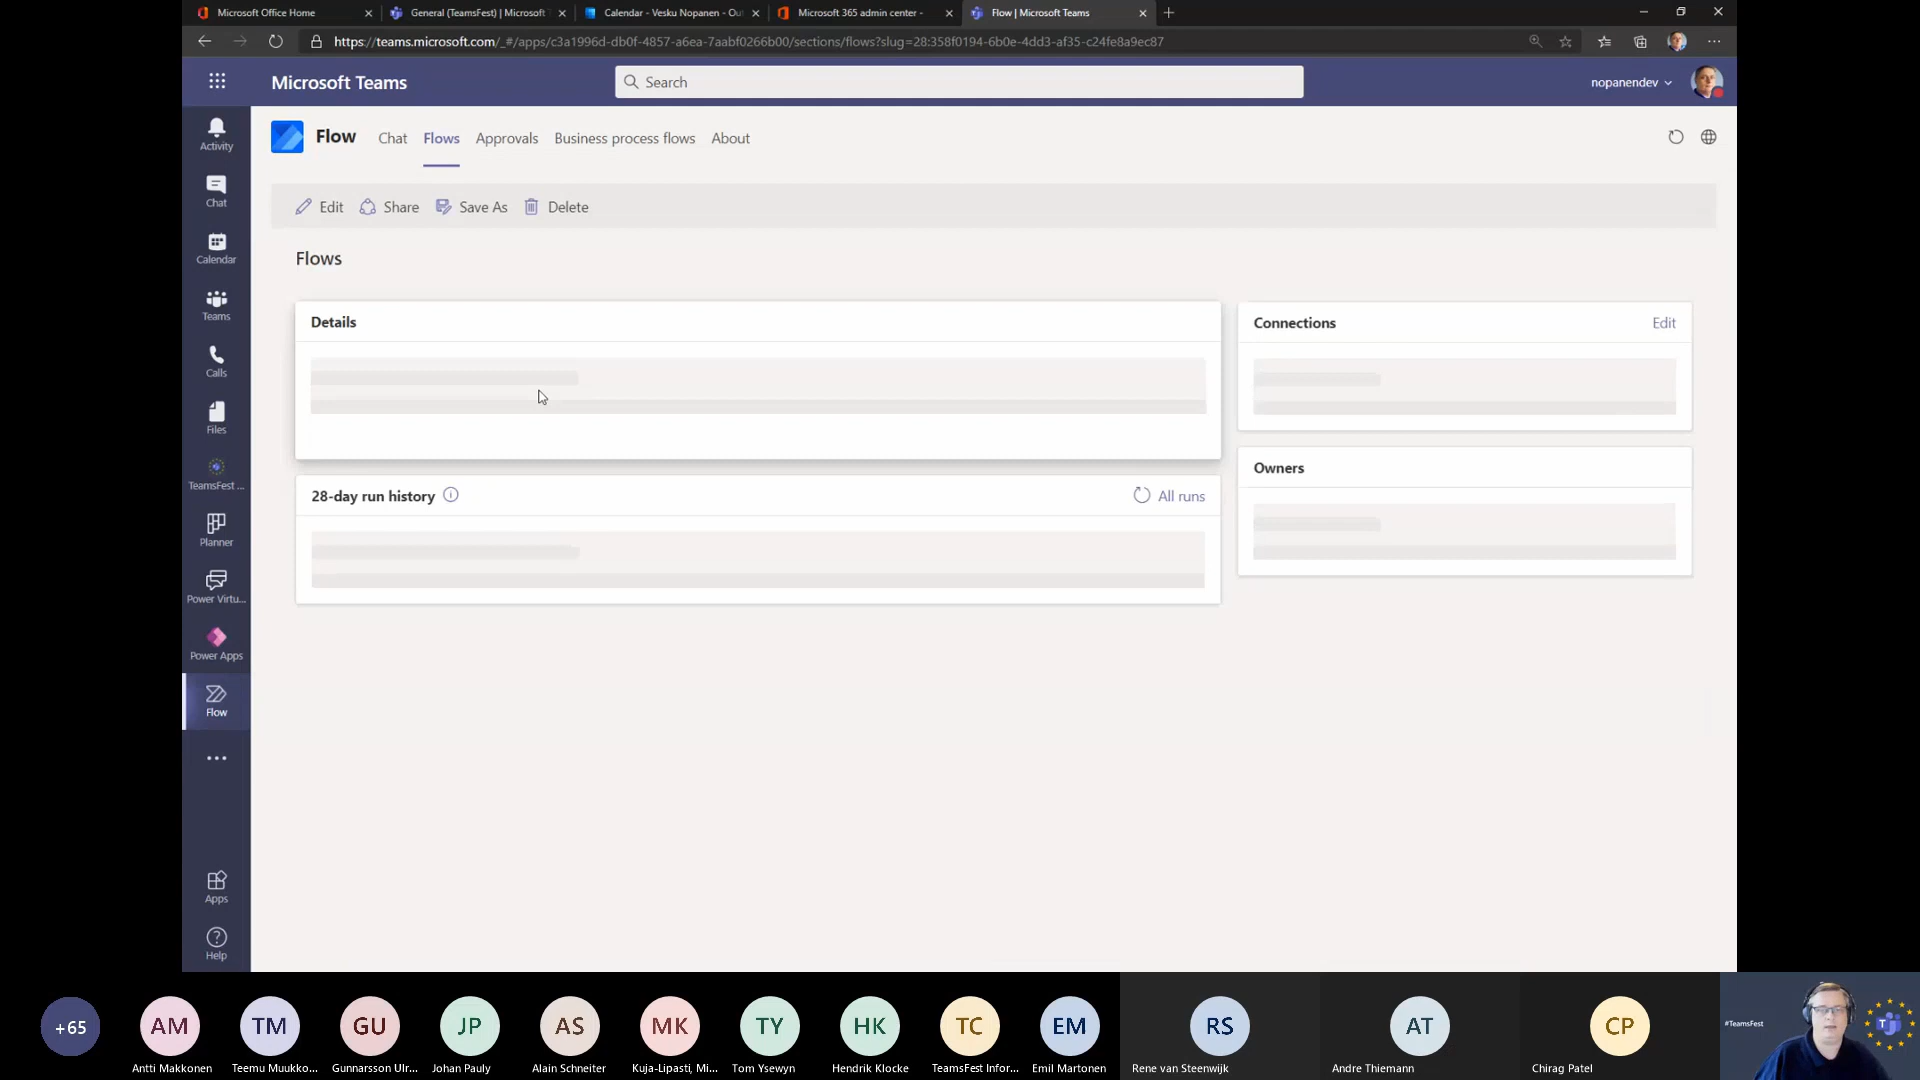 Microsoft Office Home
General (TeamsFest) | Microsoft
Calendar - Vesku Nopanen - Ou
Microsoft 365 admin center -
Flow | Microsoft Teams
https://teams.microsoft.com/_#/apps/c3a1996d-db0f-4857-a6ea-7aabf0266b00/sections/flows?slug=28:358f0194-6b0e-4dd3-af35-c24fe8a9ec87
Microsoft Teams
Search
nopanendev
Activity
Chat
Calendar
Teams
Calls
Files
TeamsFest ...
Planner
Power Virtu...
Power Apps
Flow
Apps
Help
Flow
Chat
Flows
Approvals
Business process flows
About
Edit
Share
Save As
Delete
Flows
Details
Connections
Edit
28-day run history
All runs
Owners
+65
AM
TM
GU
JP
AS
MK
TY
HK
TC
EM
RS
AT
CP
#TeamsFest
Antti Makkonen
Teemu Muukko...
Gunnarsson Ulr...
Johan Pauly
Alain Schneiter
Kuja-Lipasti, Mi...
Tom Ysewyn
Hendrik Klocke
TeamsFest Infor...
Emil Martonen
Rene van Steenwijk
Andre Thiemann
Chirag Patel